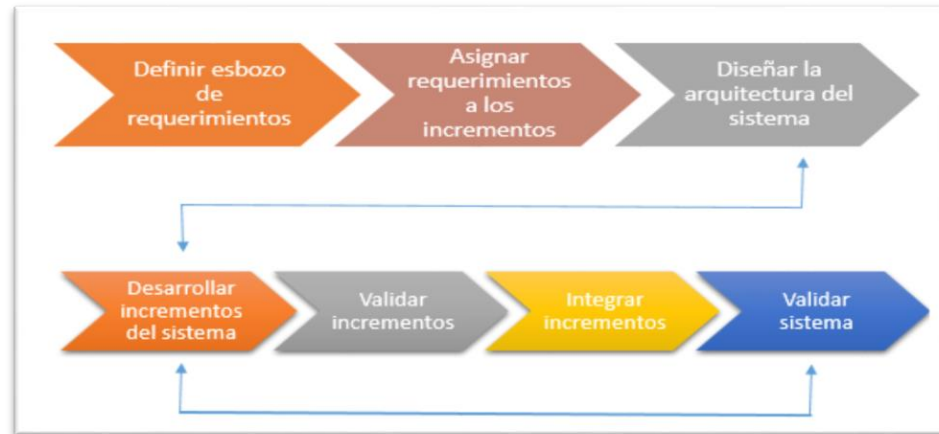 Definir esbozo
de
requerimientos
Asignar
requerimientos
a los
incrementos
Diseñar la
arquitectura del
sistema
Desarrollar
incrementos
del sistema
Validar
incrementos
Integrar
incrementos
Validar
sistema